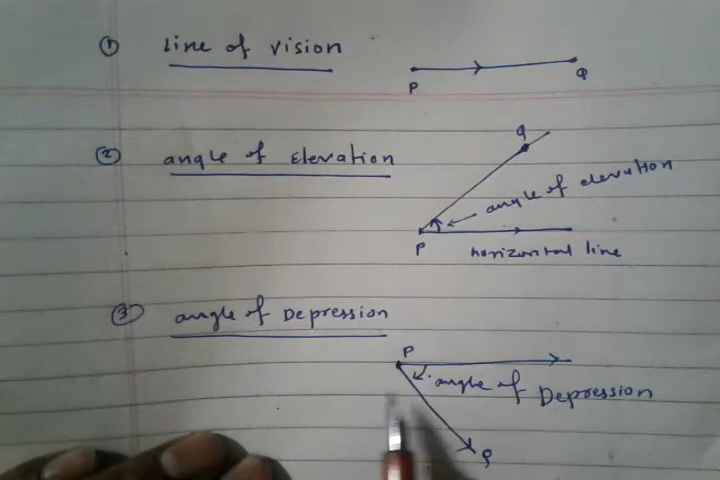 ① Line of vision
P Q
② angle of Elevation
Q
angle of elevation
P
horizontal line
③ angle of Depression
P
angle of Depression
Q